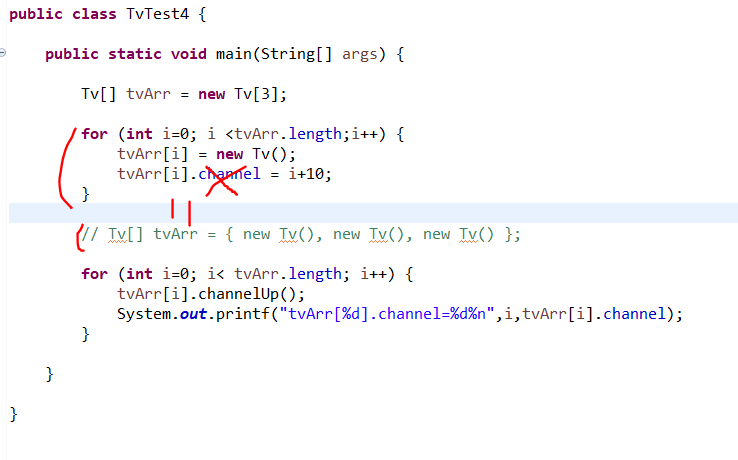 public class TvTest4 {
public static void main(String[] args) {
Tv[] tvArr = new Tv[3];
for (int i=0; i <tvArr.length;i++) {
tvArr[i] = new Tv();
tvArr[i].channel = i+10;
}
// Tv[] tvArr = { new Tv(), new Tv(), new Tv() };
for (int i=0; i< tvArr.length; i++) {
tvArr[i].channelUp();
System.out.printf("tvArr[%d].channel=%d%n",i,tvArr[i].channel);
}
}
}